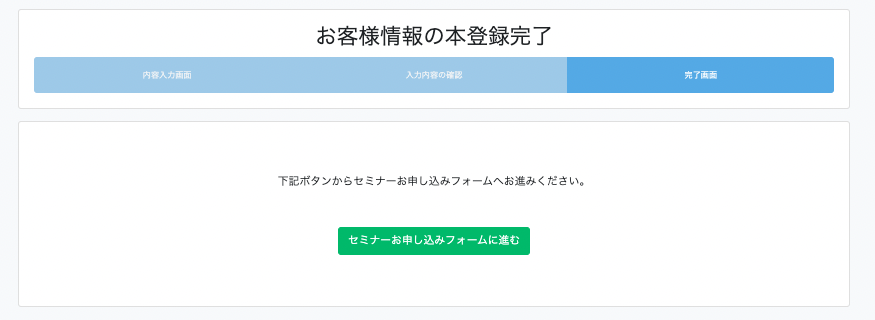 お客様情報の本登録完了
内容入力画面
入力内容の確認
完了画面
下記ボタンからセミナーお申し込みフォームへお進みください。
セミナーお申し込みフォームに進む